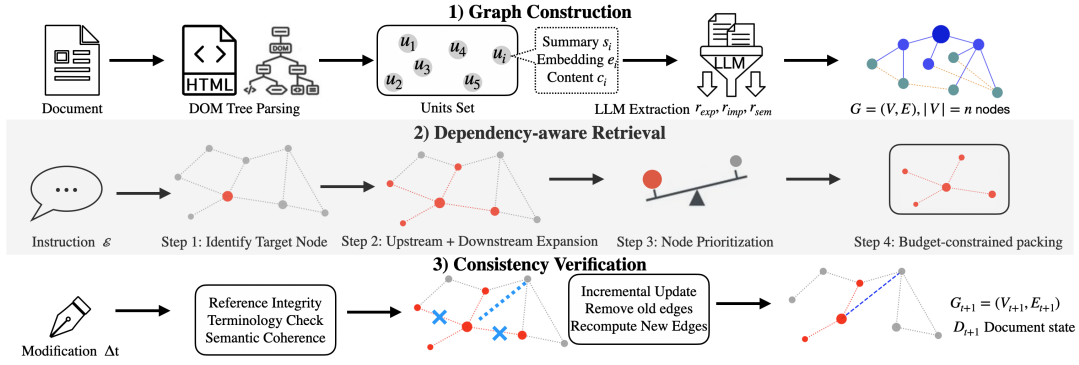 1) Graph Construction
HTML
DOM
u1
u2
u3
u4
u5
ui
Summary si
Embedding ei
Content ci
LLM
Document
DOM Tree Parsing
Units Set
LLM Extraction rexp, rimp, rsem
G = (V, E), |V| = n nodes
2) Dependency-aware Retrieval
Instruction ℰ
Step 1: Identify Target Node
Step 2: Upstream + Downstream Expansion
Step 3: Node Prioritization
Step 4: Budget-constrained packing
3) Consistency Verification
Modification Δt
Reference Integrity
Terminology Check
Semantic Coherence
Incremental Update
Remove old edges
Recompute New Edges
Gt+1 = (Vt+1, Et+1)
Dt+1 Document state